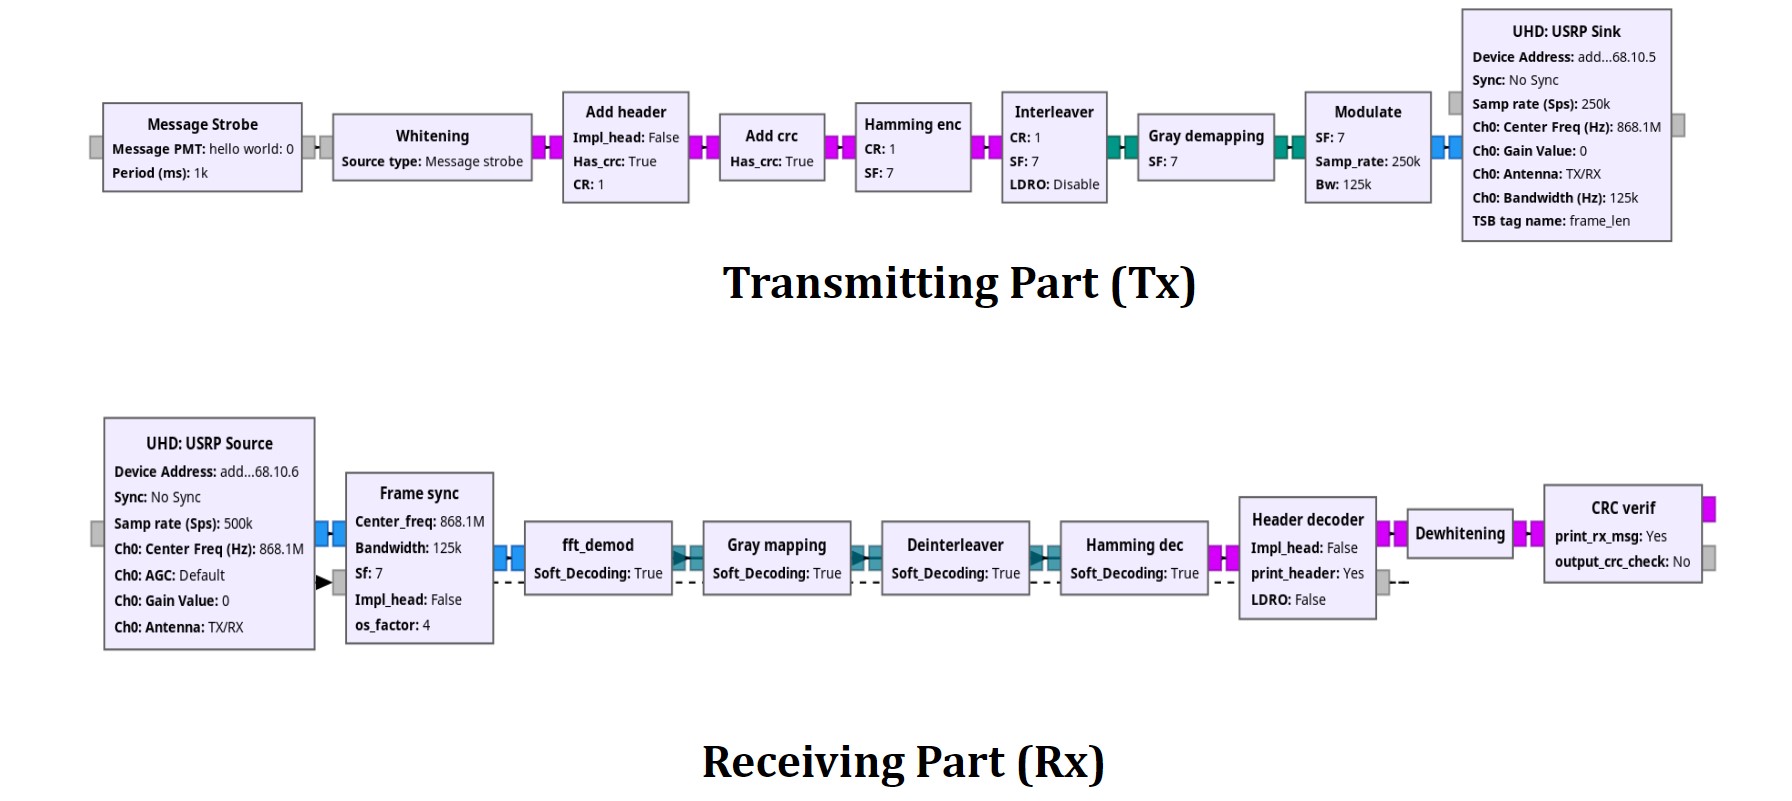 Message Strobe
Message PMT: hello world: 0
Period (ms): 1k
Whitening
Source type: Message strobe
Add header
Impl_head: False
Has_crc: True
CR: 1
Add crc
Has_crc: True
Hamming enc
CR: 1
SF: 7
Interleaver
CR: 1
SF: 7
LDRO: Disable
Gray demapping
SF: 7
Modulate
SF: 7
Samp_rate: 250k
Bw: 125k
UHD: USRP Sink
Device Address: add...68.10.5
Sync: No Sync
Samp rate (Sps): 250k
Ch0: Center Freq (Hz): 868.1M
Ch0: Gain Value: 0
Ch0: Antenna: TX/RX
Ch0: Bandwidth (Hz): 125k
TSB tag name: frame_len
Transmitting Part (Tx)
UHD: USRP Source
Device Address: add...68.10.6
Sync: No Sync
Samp rate (Sps): 500k
Ch0: Center Freq (Hz): 868.1M
Ch0: AGC: Default
Ch0: Gain Value: 0
Ch0: Antenna: TX/RX
Frame sync
Center_freq: 868.1M
Bandwidth: 125k
Sf: 7
Impl_head: False
os_factor: 4
fft_demod
Soft_Decoding: True
Gray mapping
Soft_Decoding: True
Deinterleaver
Soft_Decoding: True
Hamming dec
Soft_Decoding: True
Header decoder
Impl_head: False
print_header: Yes
LDRO: False
Dewhitening
CRC verif
print_rx_msg: Yes
output_crc_check: No
Receiving Part (Rx)